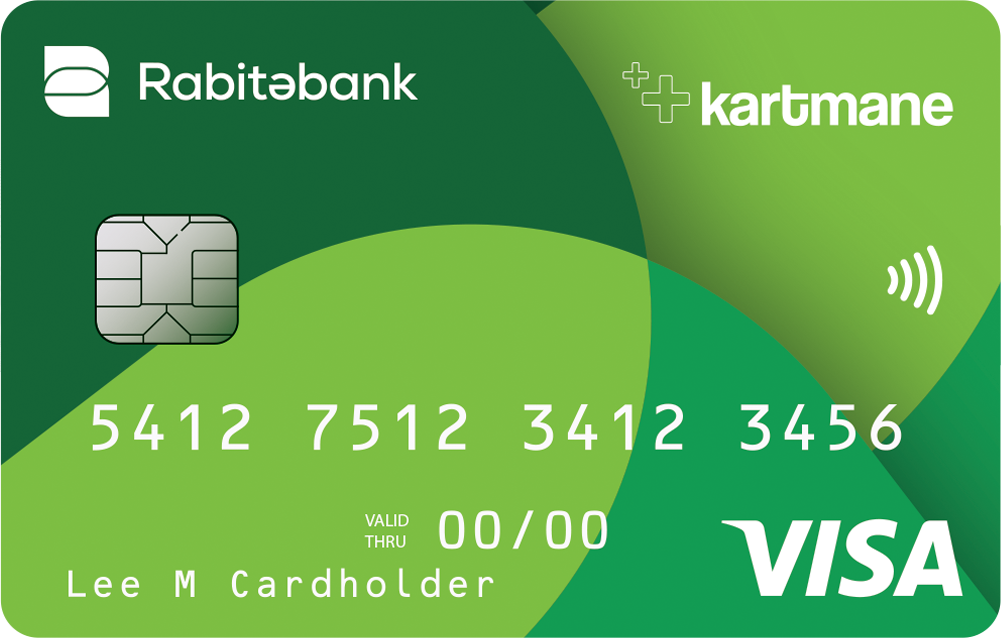 Rabitəbank
kartmane
5412 7512 3412 3456
VALID THRU 00/00
Lee M Cardholder
VISA